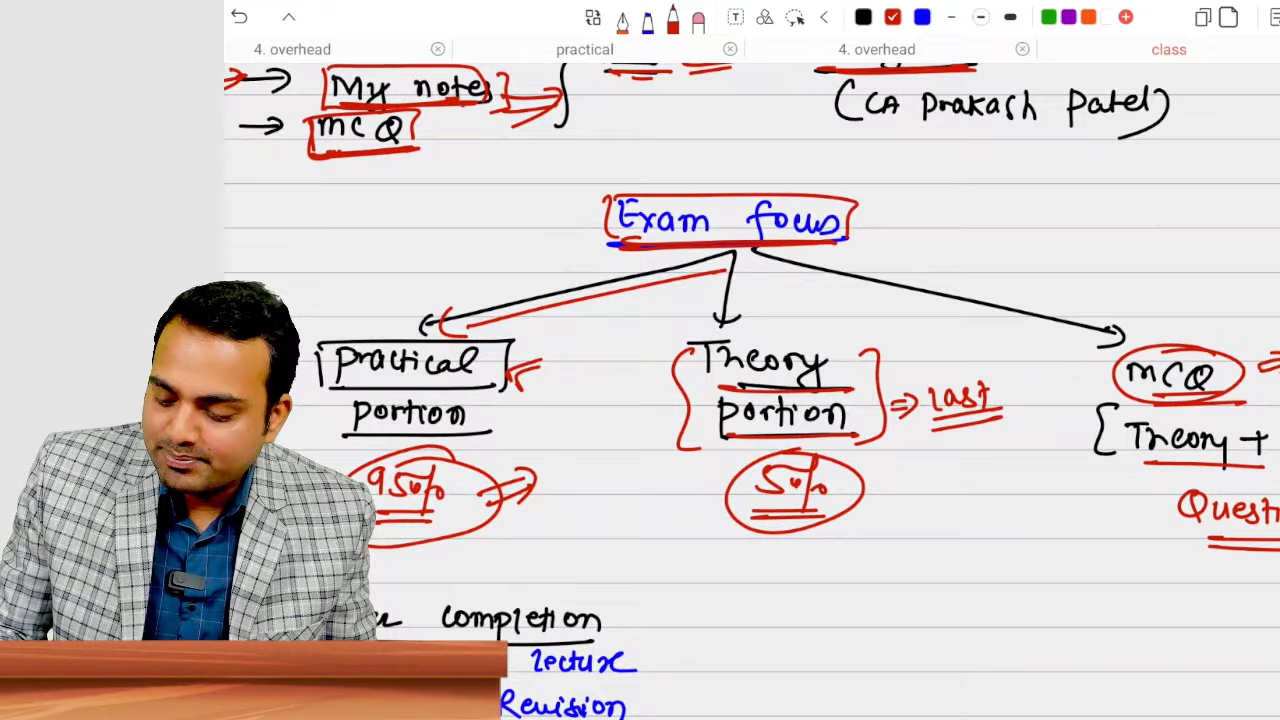 4. overhead
practical
4. overhead
class
My notes
MCQ
(CA Prakash Patel)
Exam focus
Practical
portion
95%
Theory
portion
5%
last
MCQ
Theory +
Questi
completion
lecture
Revision